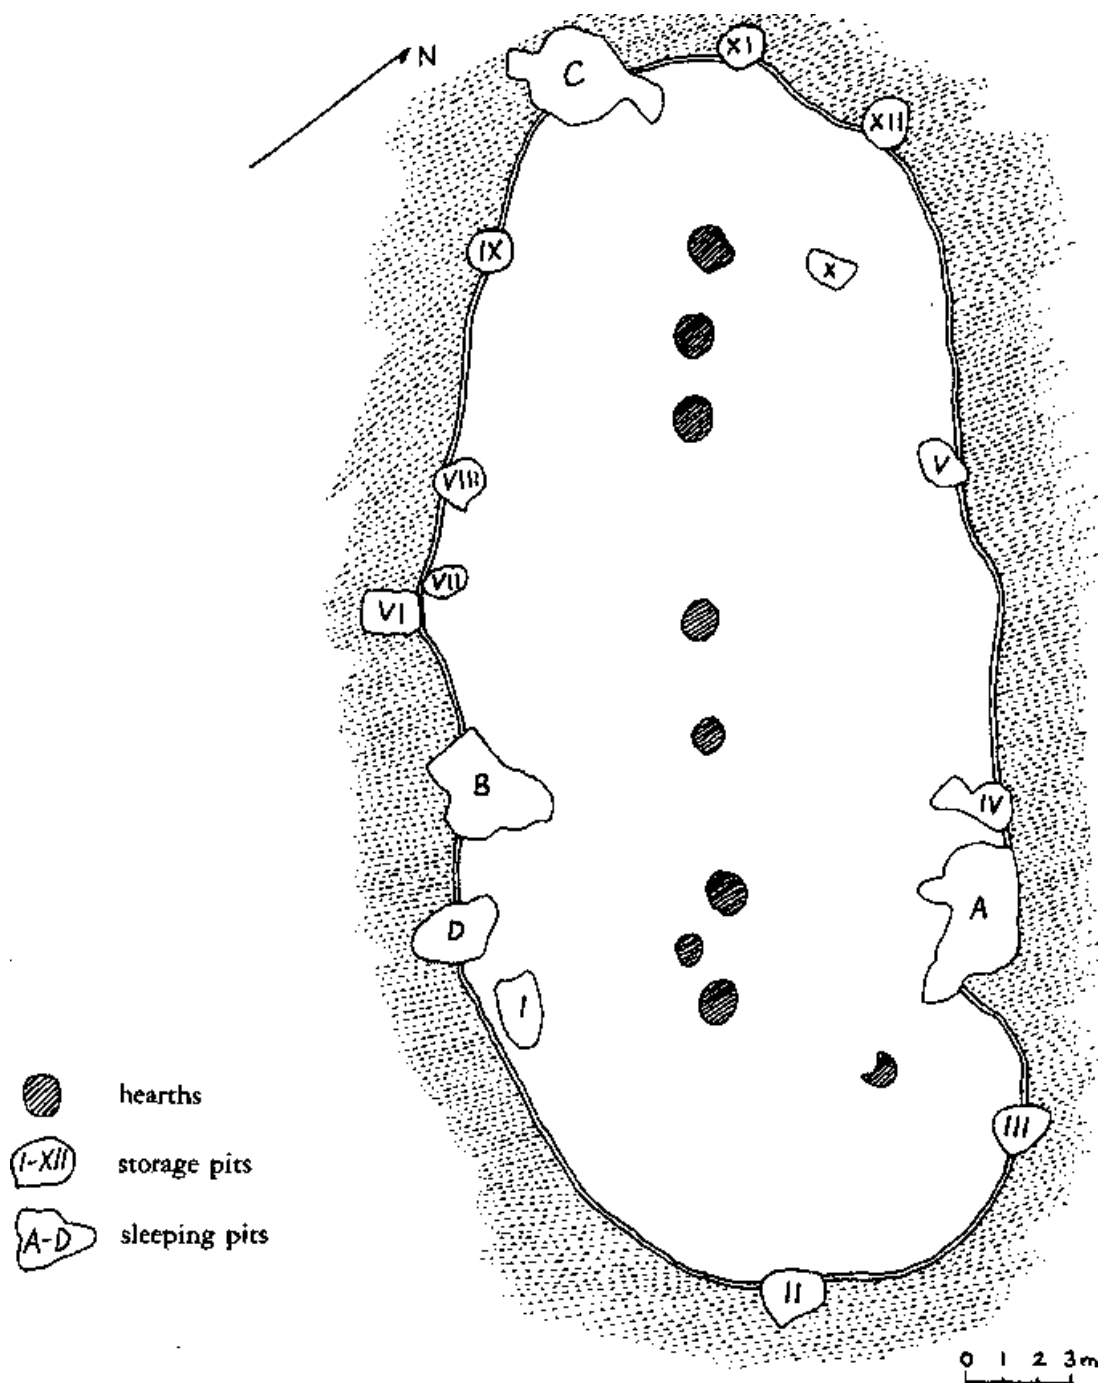 N
C
XI
XII
IX
X
VIII
V
VII
VI
B
IV
A
D
I
III
II
hearths
I-XII storage pits
A-D sleeping pits
0 1 2 3m